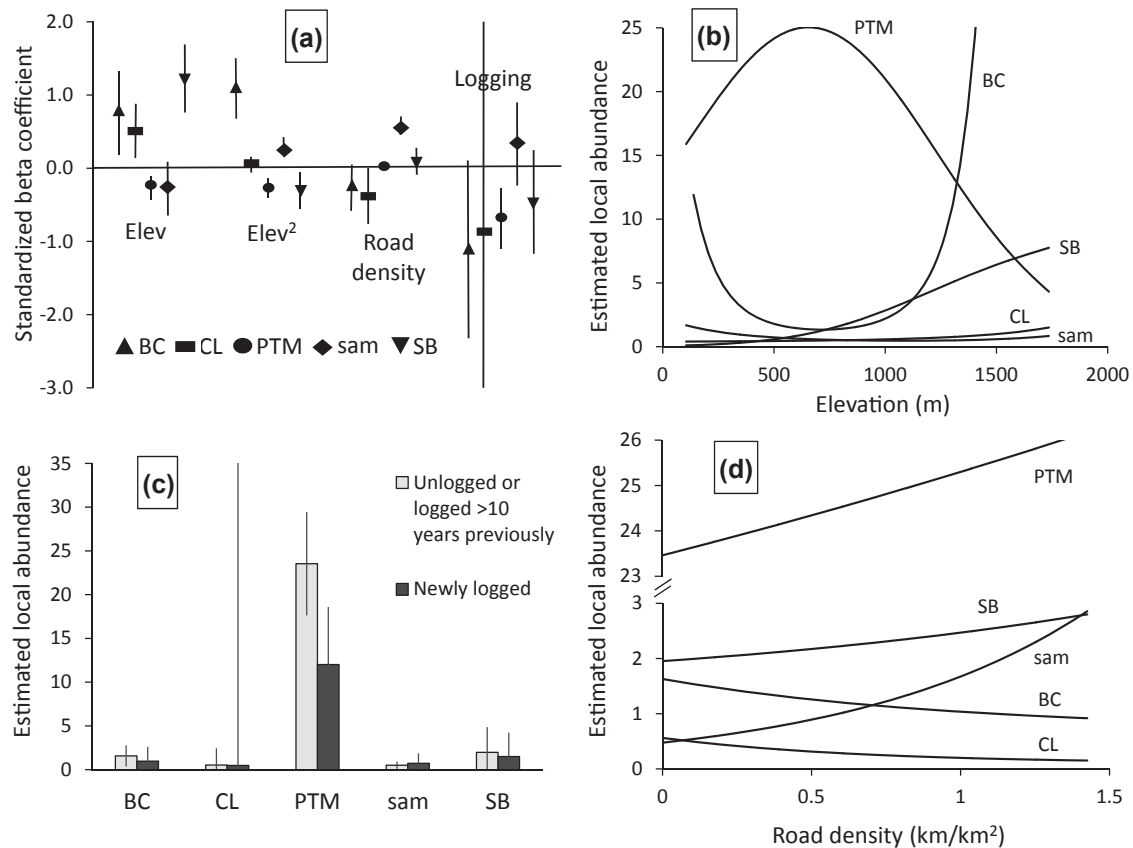 (a)
Standardized beta coefficient
2.0
1.0
0.0
-1.0
-2.0
-3.0
Elev
Elev²
Road
density
Logging
BC CL PTM sam SB
(b)
Estimated local abundance
25
20
15
10
5
0
PTM
BC
SB
CL
sam
0 500 1000 1500 2000
Elevation (m)
(c)
Estimated local abundance
35
30
25
20
15
10
5
0
Unlogged or
logged >10
years previously
Newly logged
BC CL PTM sam SB
(d)
Estimated local abundance
26
25
24
23
3
2
1
0
PTM
SB
sam
BC
CL
0 0.5 1 1.5
Road density (km/km²)